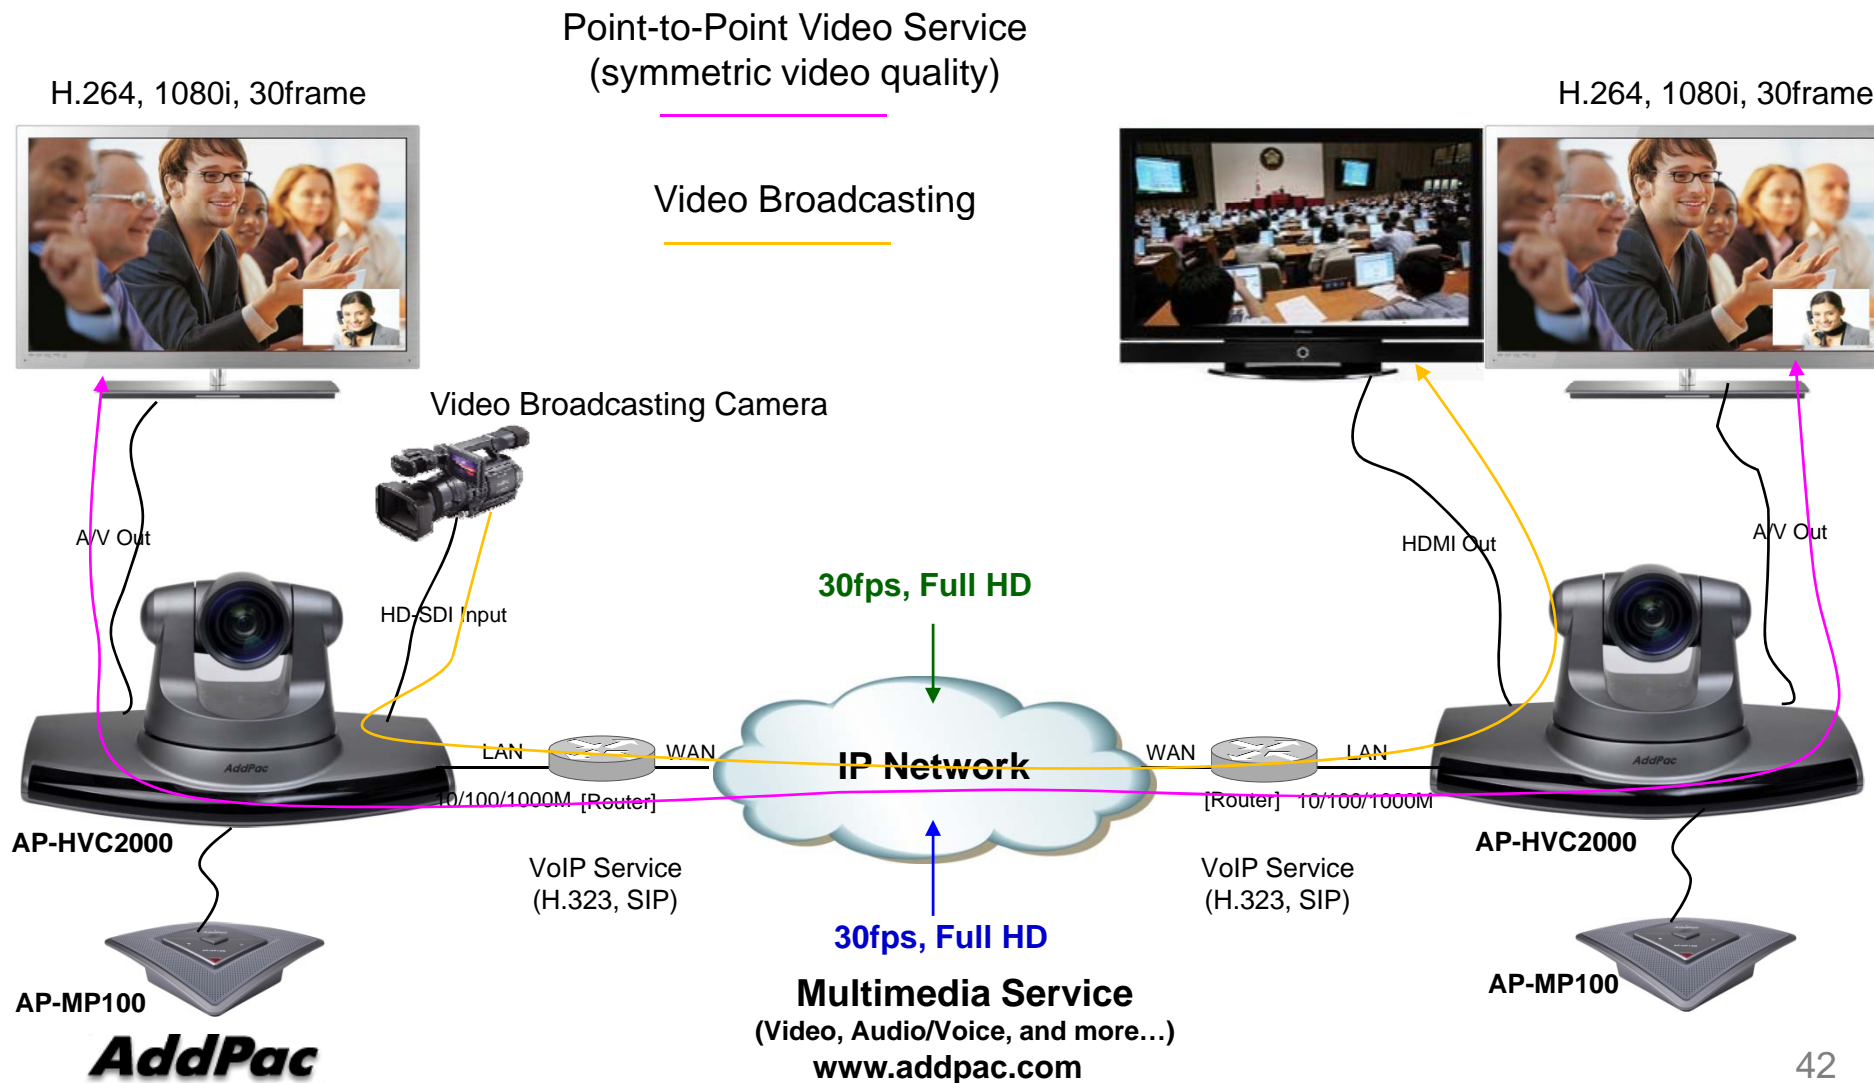 Point-to-Point Video Service
(symmetric video quality)
H.264, 1080i, 30frame
H.264, 1080i, 30frame
Video Broadcasting
Video Broadcasting Camera
A/V Out
HDMI Out
A/V Out
HD-SDI Input
30fps, Full HD
LAN
WAN
IP Network
WAN
LAN
AddPac
AddPac
10/100/1000M
[Router]
[Router]
10/100/1000M
AP-HVC2000
AP-HVC2000
VoIP Service
(H.323, SIP)
VoIP Service
(H.323, SIP)
30fps, Full HD
AP-MP100
AP-MP100
Multimedia Service
(Video, Audio/Voice, and more…)
www.addpac.com
AddPac
42